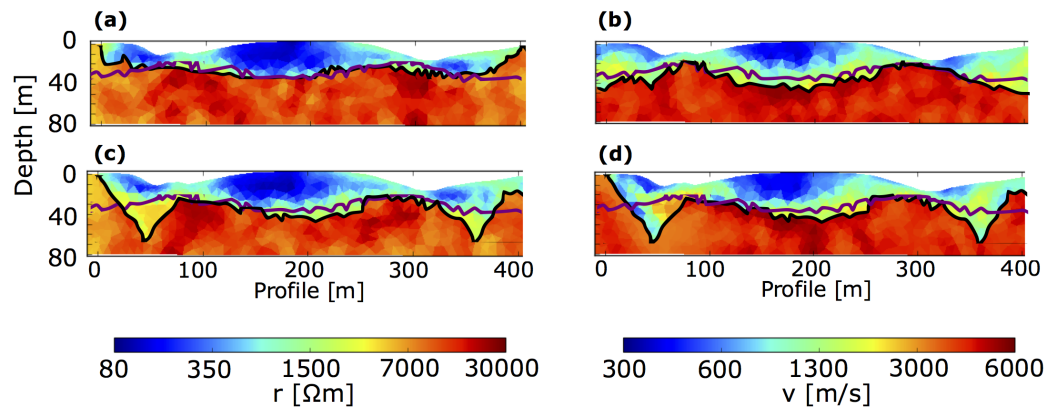 (a) (b)
0
40
80
Depth [m]
(c) (d)
0
40
80
0 100 200 300 400 0 100 200 300 400
Profile [m] Profile [m]
80 350 1500 7000 30000 300 600 1300 3000 6000
r [Ωm] v [m/s]